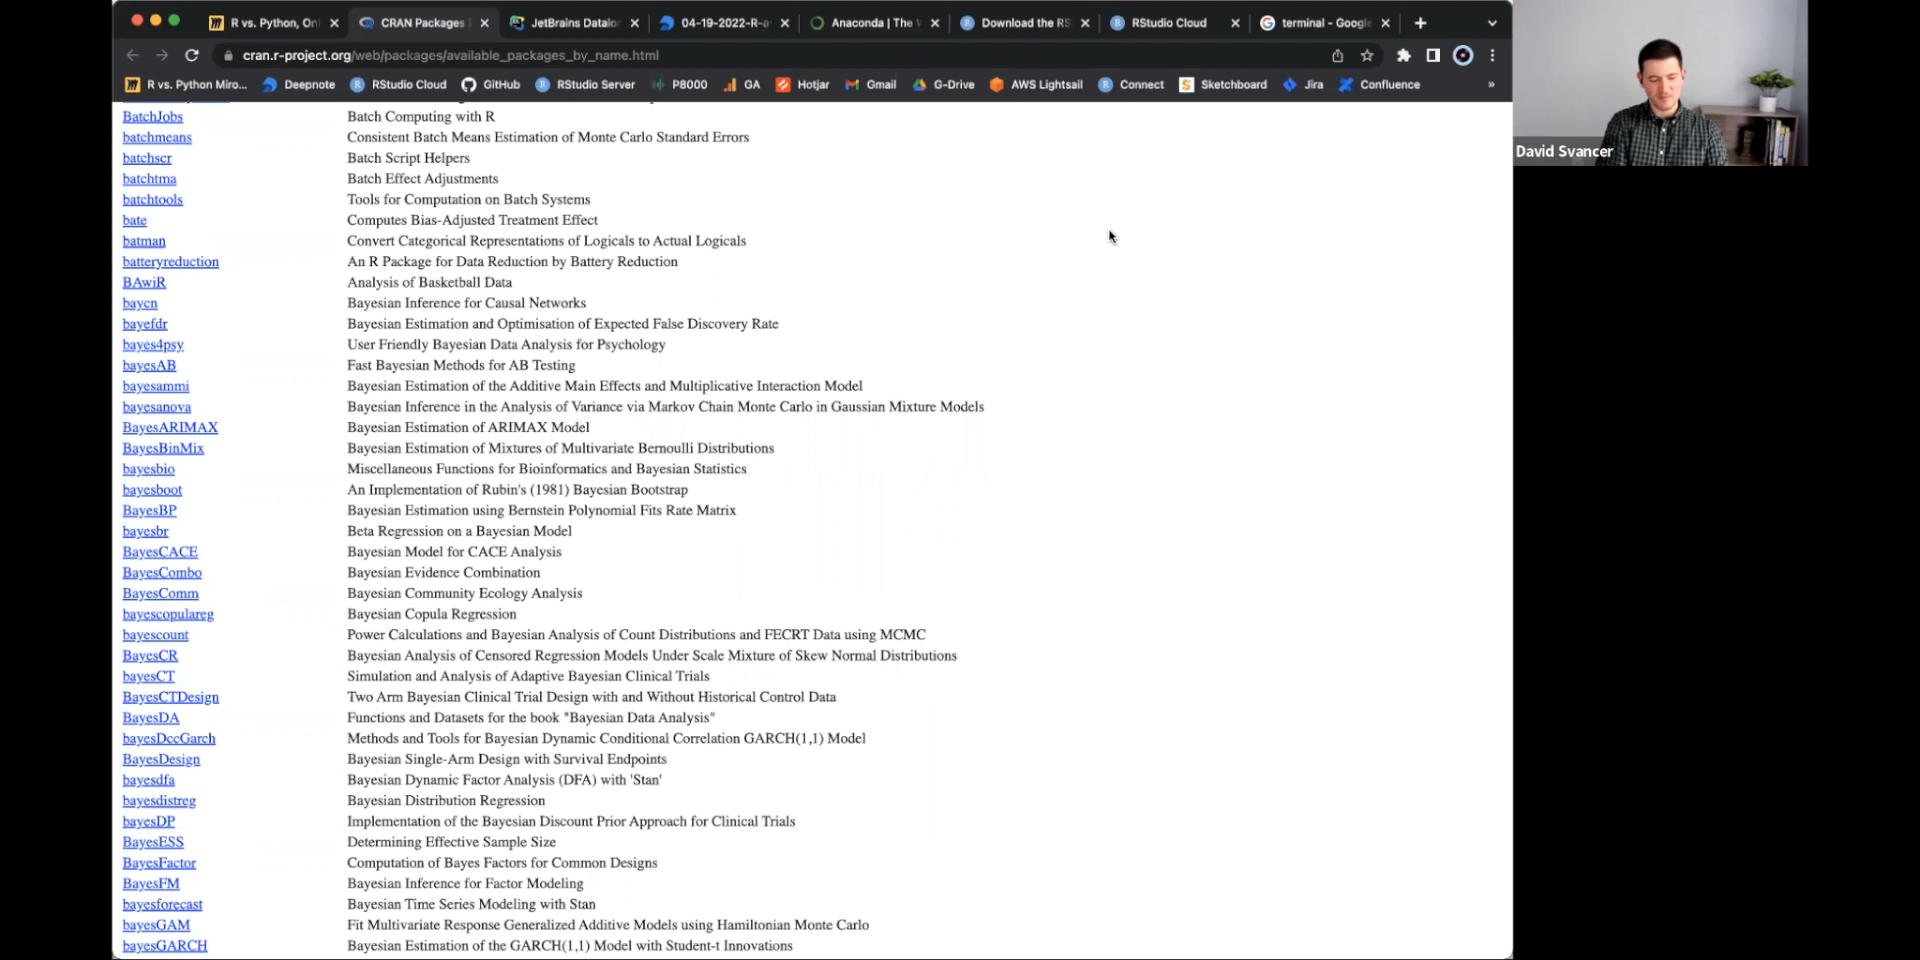 R vs. Python, Onl
CRAN Packages
JetBrains Datalo
04-19-2022-R-a
Anaconda | The
Download the RS
RStudio Cloud
terminal - Google
cran.r-project.org/web/packages/available_packages_by_name.html
R vs. Python Miro...
Deepnote
RStudio Cloud
GitHub
RStudio Server
P8000
GA
Hotjar
Gmail
G-Drive
AWS Lightsail
Connect
Sketchboard
Jira
Confluence
»
David Svancer
BatchJobs Batch Computing with R
batchmeans Consistent Batch Means Estimation of Monte Carlo Standard Errors
batchscr Batch Script Helpers
batchtma Batch Effect Adjustments
batchtools Tools for Computation on Batch Systems
bate Computes Bias-Adjusted Treatment Effect
batman Convert Categorical Representations of Logicals to Actual Logicals
batteryreduction An R Package for Data Reduction by Battery Reduction
BAwiR Analysis of Basketball Data
baycn Bayesian Inference for Causal Networks
bayefdr Bayesian Estimation and Optimisation of Expected False Discovery Rate
bayes4psy User Friendly Bayesian Data Analysis for Psychology
bayesAB Fast Bayesian Methods for AB Testing
bayesammi Bayesian Estimation of the Additive Main Effects and Multiplicative Interaction Model
bayesanova Bayesian Inference in the Analysis of Variance via Markov Chain Monte Carlo in Gaussian Mixture Models
BayesARIMAX Bayesian Estimation of ARIMAX Model
BayesBinMix Bayesian Estimation of Mixtures of Multivariate Bernoulli Distributions
bayesbio Miscellaneous Functions for Bioinformatics and Bayesian Statistics
bayesboot An Implementation of Rubin's (1981) Bayesian Bootstrap
BayesBP Bayesian Estimation using Bernstein Polynomial Fits Rate Matrix
bayesbr Beta Regression on a Bayesian Model
BayesCACE Bayesian Model for CACE Analysis
BayesCombo Bayesian Evidence Combination
BayesComm Bayesian Community Ecology Analysis
bayescopulareg Bayesian Copula Regression
bayescount Power Calculations and Bayesian Analysis of Count Distributions and FECRT Data using MCMC
BayesCR Bayesian Analysis of Censored Regression Models Under Scale Mixture of Skew Normal Distributions
bayesCT Simulation and Analysis of Adaptive Bayesian Clinical Trials
BayesCTDesign Two Arm Bayesian Clinical Trial Design with and Without Historical Control Data
BayesDA Functions and Datasets for the book "Bayesian Data Analysis"
bayesDccGarch Methods and Tools for Bayesian Dynamic Conditional Correlation GARCH(1,1) Model
BayesDesign Bayesian Single-Arm Design with Survival Endpoints
bayesdfa Bayesian Dynamic Factor Analysis (DFA) with 'Stan'
bayesdistreg Bayesian Distribution Regression
bayesDP Implementation of the Bayesian Discount Prior Approach for Clinical Trials
BayesESS Determining Effective Sample Size
BayesFactor Computation of Bayes Factors for Common Designs
BayesFM Bayesian Inference for Factor Modeling
bayesforecast Bayesian Time Series Modeling with Stan
bayesGAM Fit Multivariate Response Generalized Additive Models using Hamiltonian Monte Carlo
bayesGARCH Bayesian Estimation of the GARCH(1,1) Model with Student-t Innovations